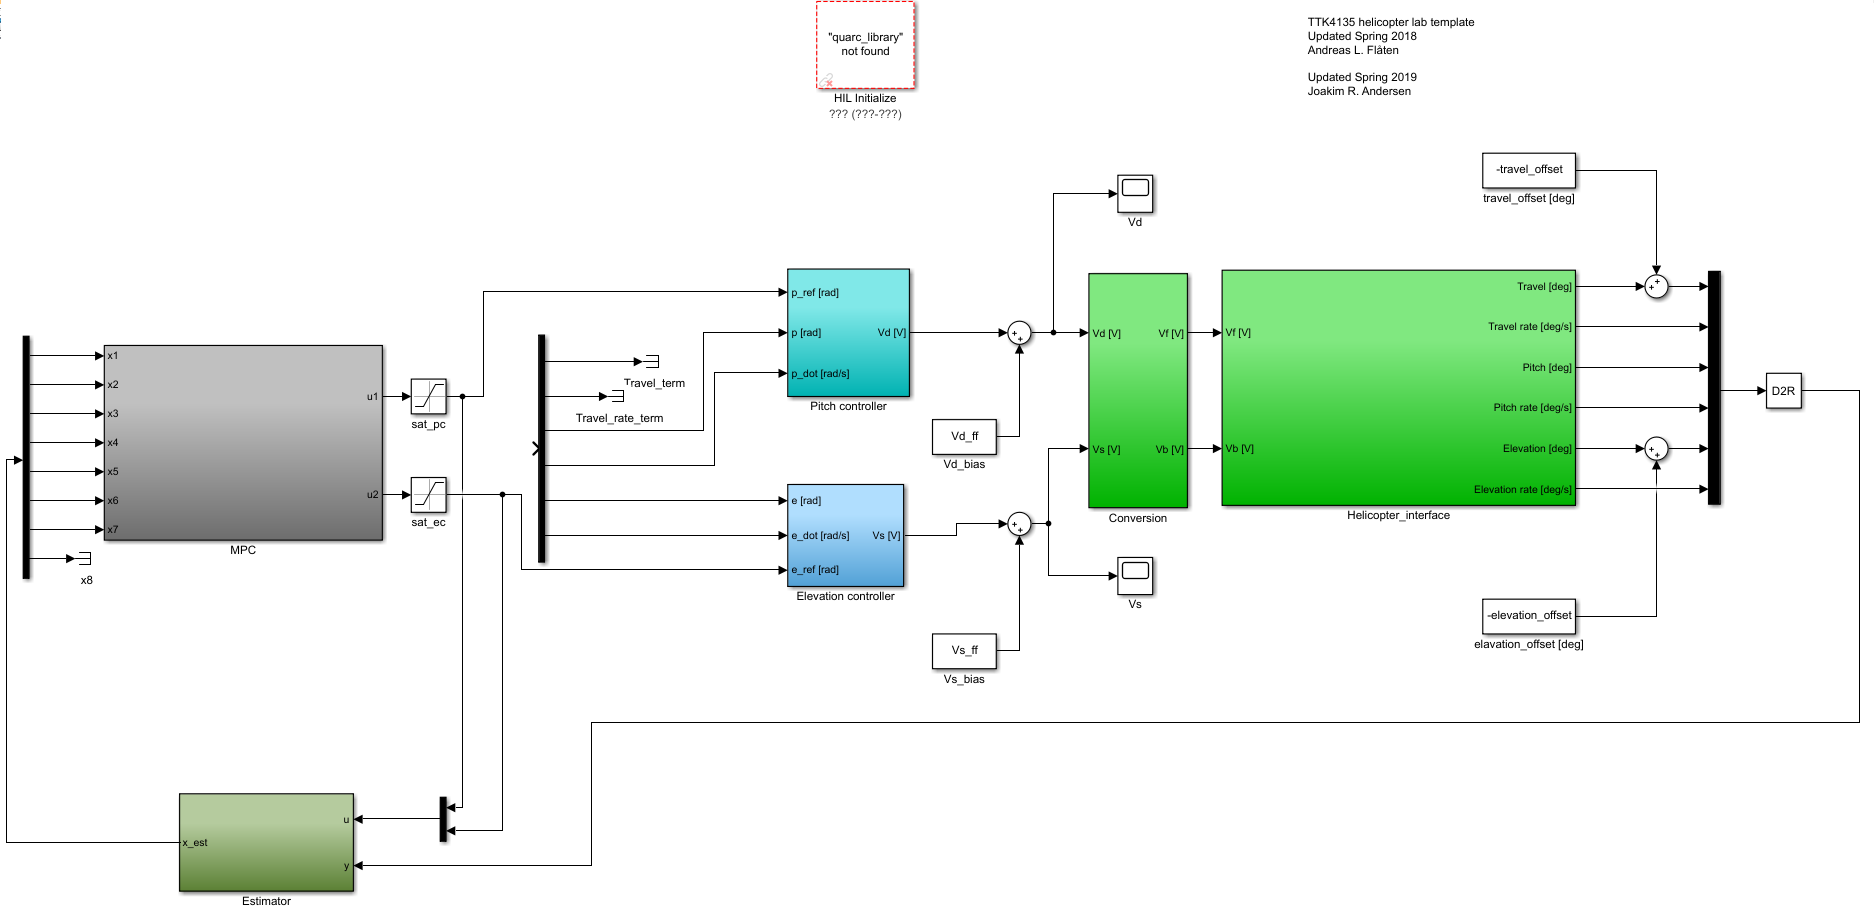 "quarc_library"
not found
HIL Initialize
??? (???-???)
TTK4135 helicopter lab template
Updated Spring 2018
Andreas L. Flåten
Updated Spring 2019
Joakim R. Andersen
-travel_offset
travel_offset [deg]
Vd
x1
x2
x3
x4
x5
x6
x7
u1
u2
MPC
x8
sat_pc
sat_ec
Travel_term
Travel_rate_term
p_ref [rad]
p [rad]
p_dot [rad/s]
Vd [V]
Pitch controller
Vd_ff
Vd_bias
e [rad]
e_dot [rad/s]
e_ref [rad]
Vs [V]
Elevation controller
Vs_ff
Vs_bias
Vd [V]
Vs [V]
Vf [V]
Vb [V]
Conversion
Vs
Vf [V]
Vb [V]
Travel [deg]
Travel rate [deg/s]
Pitch [deg]
Pitch rate [deg/s]
Elevation [deg]
Elevation rate [deg/s]
Helicopter_interface
D2R
-elevation_offset
elavation_offset [deg]
x_est
u
y
Estimator